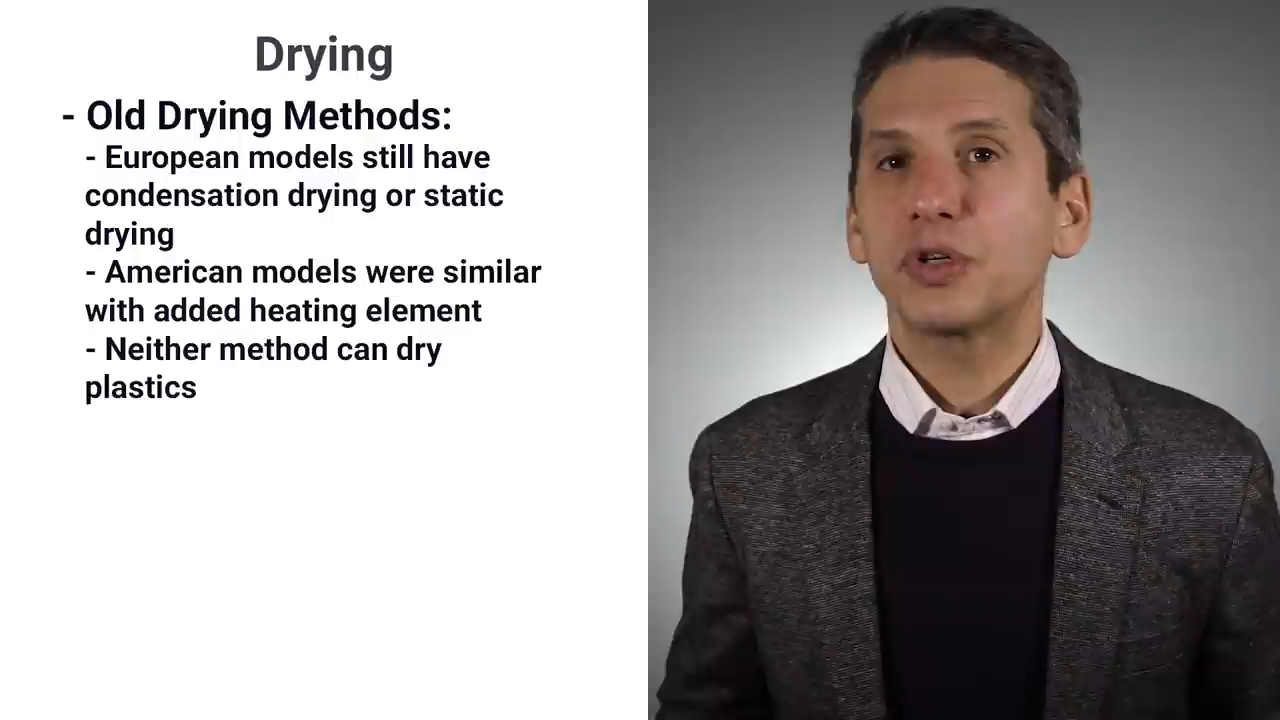 Drying
- Old Drying Methods:
- European models still have
condensation drying or static
drying
- American models were similar
with added heating element
- Neither method can dry
plastics